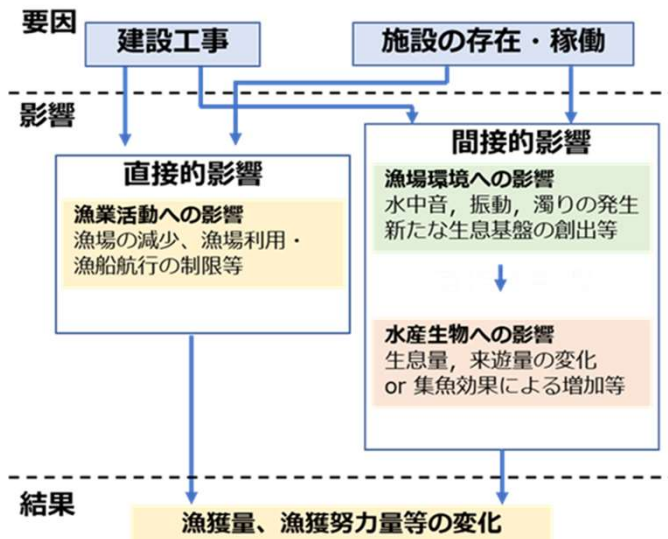 要因
建設工事
施設の存在・稼働
影響
直接的影響
漁業活動への影響
漁場の減少、漁場利用・
漁船航行の制限等
間接的影響
漁場環境への影響
水中音，振動，濁りの発生
新たな生息基盤の創出等
水産生物への影響
生息量，来遊量の変化
or 集魚効果による増加等
結果
漁獲量、漁獲努力量等の変化